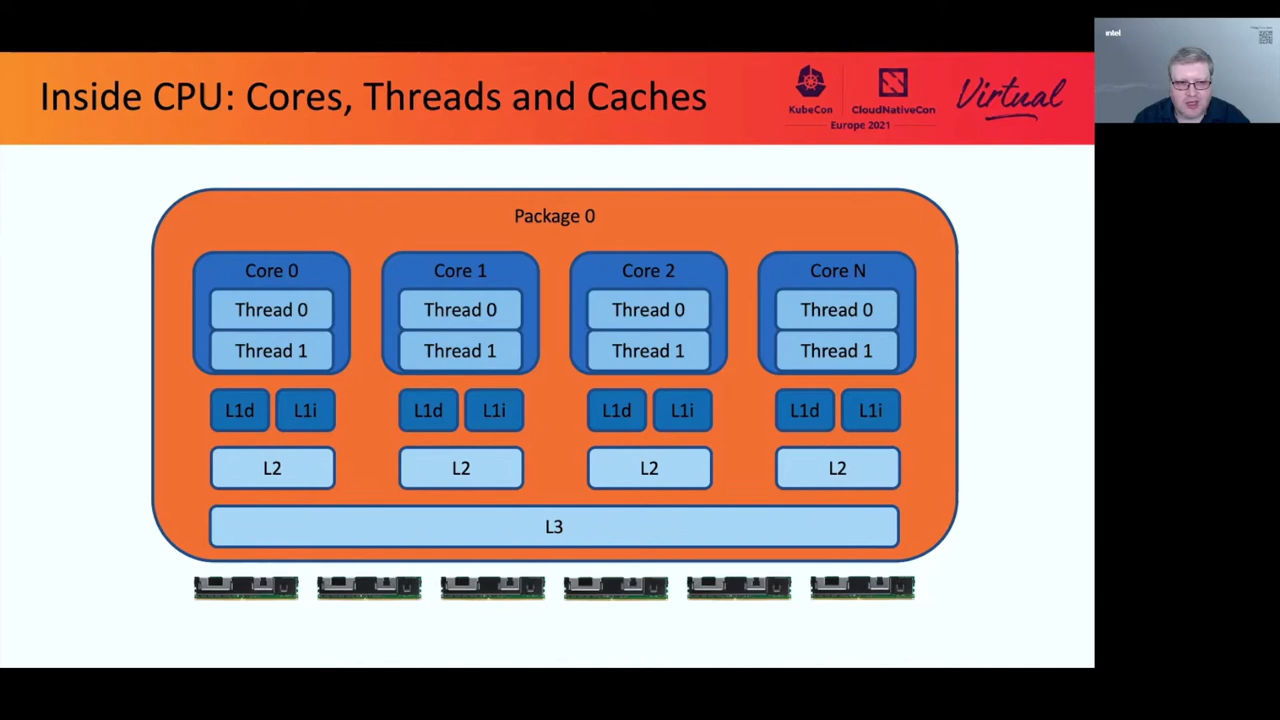 Inside CPU: Cores, Threads and Caches
KubeCon
CloudNativeCon
Europe 2021
Virtual
intel
Package 0
Core 0 Core 1 Core 2 Core N
Thread 0 Thread 0 Thread 0 Thread 0
Thread 1 Thread 1 Thread 1 Thread 1
L1d L1i L1d L1i L1d L1i L1d L1i
L2 L2 L2 L2
L3